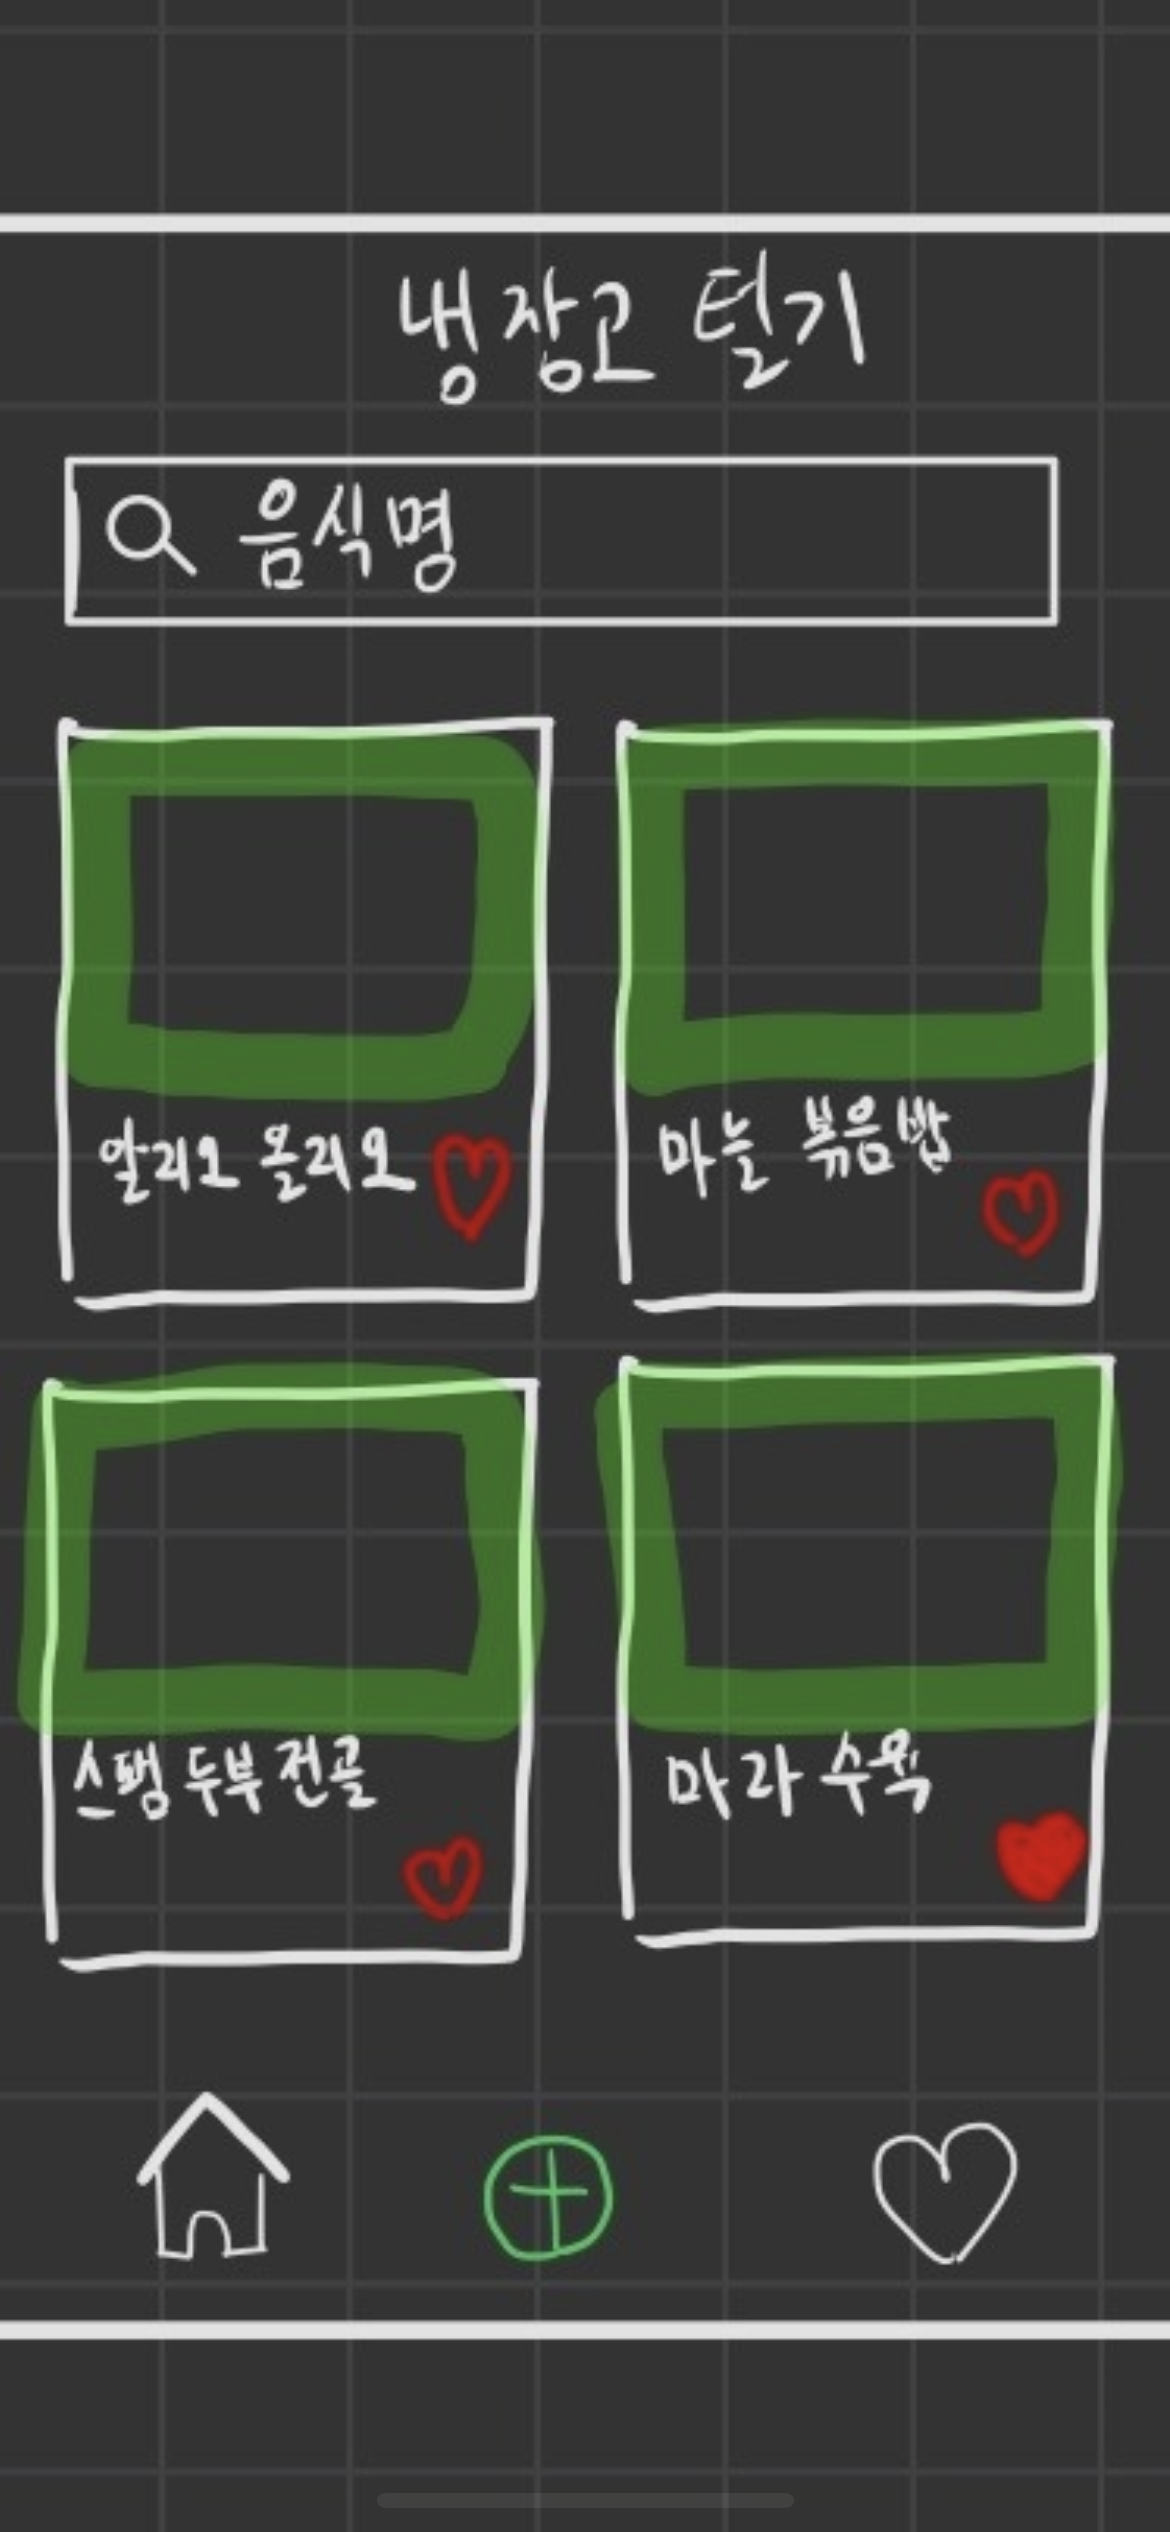 냉장고 털기
음식명
알리오 올리오
마늘 볶음밥
스팸 두부 전골
마라 수육